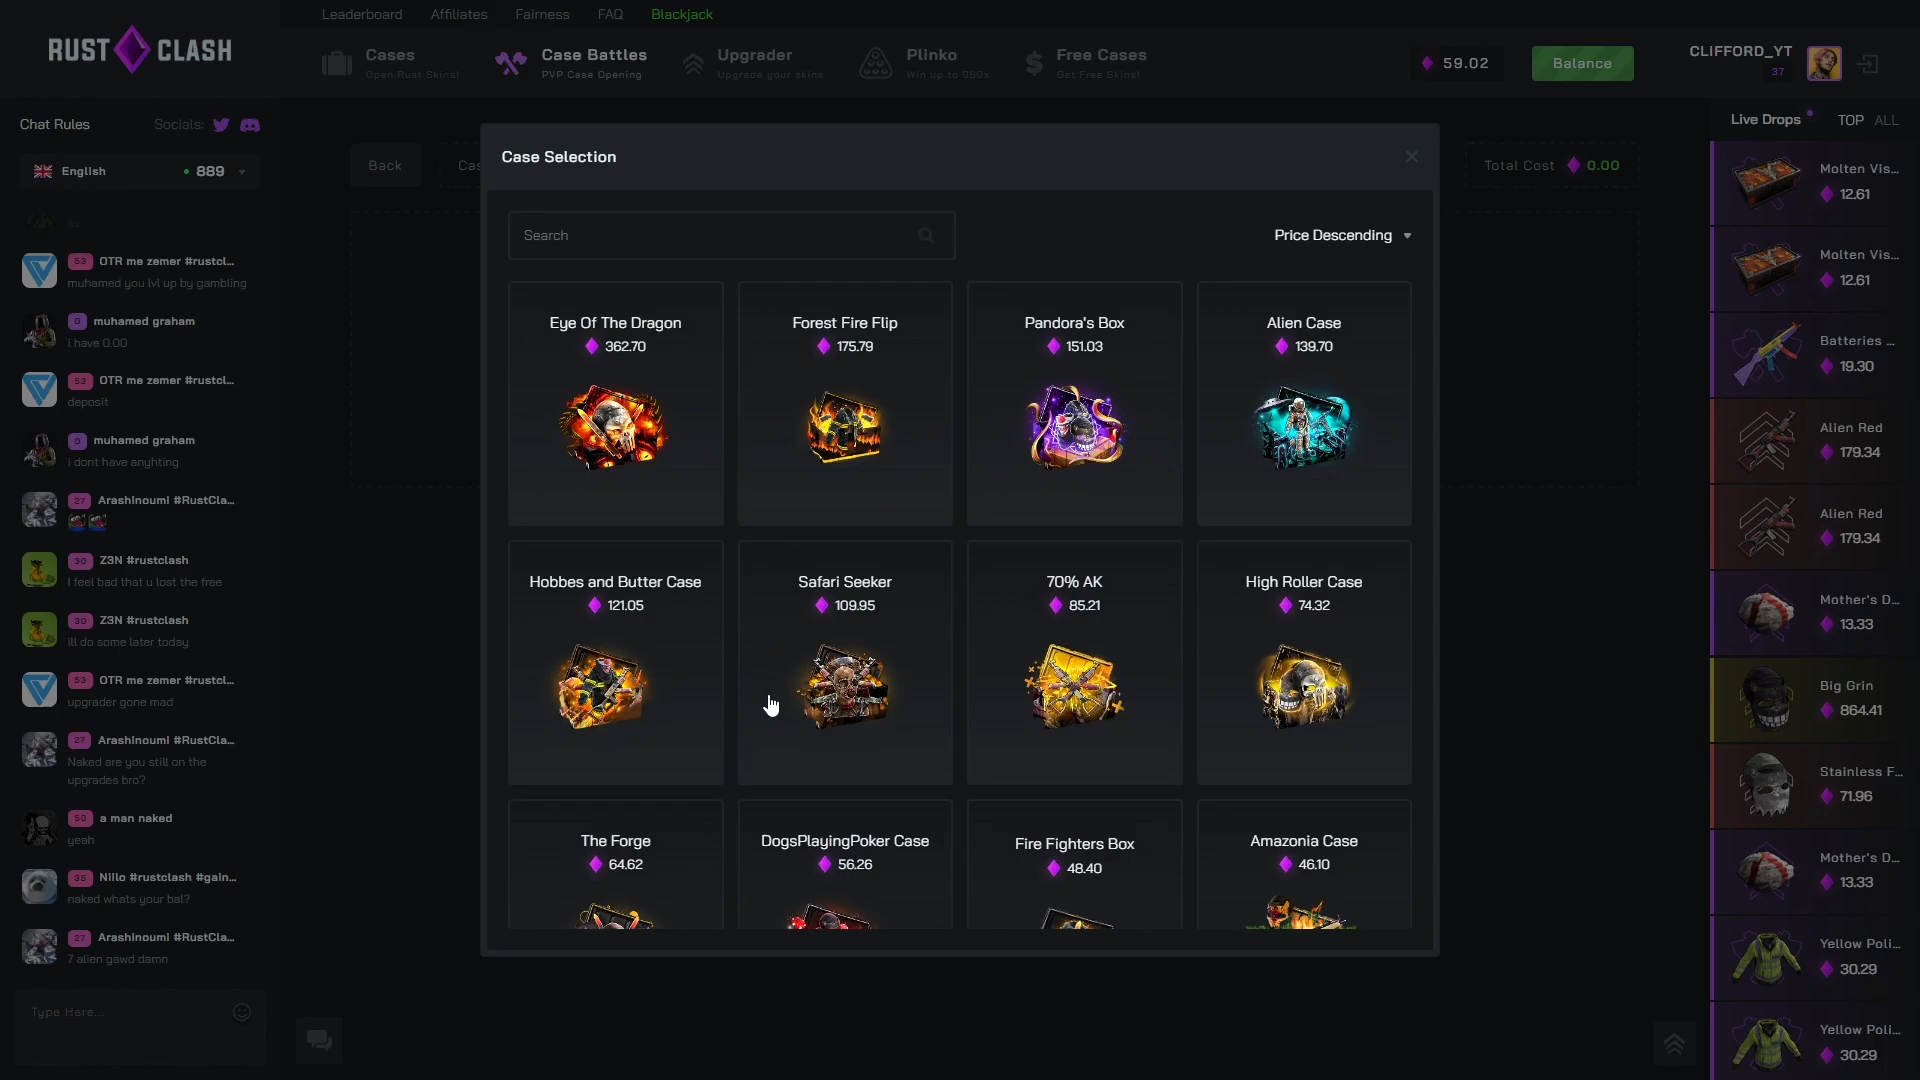 Leaderboard
Affiliates
Fairness
FAQ
Blackjack
RUST CLASH
Cases
Open Rust Skins!
Case Battles
PVP Case Opening
Upgrader
Upgrade your skins
Plinko
Win up to 960x
Free Cases
Get Free Skins!
59.02
Balance
CLIFFORD_YT
37
Chat Rules
Socials:
English
889
53 OTR me zemer #rustcl...
muhamed you lvl up by gambling
0 muhamed graham
i have 0.00
53 OTR me zemer #rustcl...
deposit
0 muhamed graham
I dont have anyhting
27 Arashinoumi #RustCla...
30 Z3N #rustclash
I feel bad that u lost the free
30 Z3N #rustclash
ill do some later today
53 OTR me zemer #rustcl...
upgrader gone mad
27 Arashinoumi #RustCla...
Naked are you still on the
upgrades bro?
50 a man naked
yeah
35 Niilo #rustclash #gain...
naked whats your bal?
27 Arashinoumi #RustCla...
7 alien gawd damn
Type Here...
Back
Cas
Total Cost 0.00
Case Selection
Search
Price Descending
Eye Of The Dragon
362.70
Forest Fire Flip
175.79
Pandora's Box
151.03
Alien Case
139.70
Hobbes and Butter Case
121.05
Safari Seeker
109.95
70% AK
85.21
High Roller Case
74.32
The Forge
64.62
DogsPlayingPoker Case
56.26
Fire Fighters Box
48.40
Amazonia Case
46.10
Live Drops
TOP
ALL
Molten Vis...
12.61
Molten Vis...
12.61
Batteries ...
19.30
Alien Red
179.34
Alien Red
179.34
Mother's D...
13.33
Big Grin
864.41
Stainless F...
71.96
Mother's D...
13.33
Yellow Poli...
30.29
Yellow Poli...
30.29